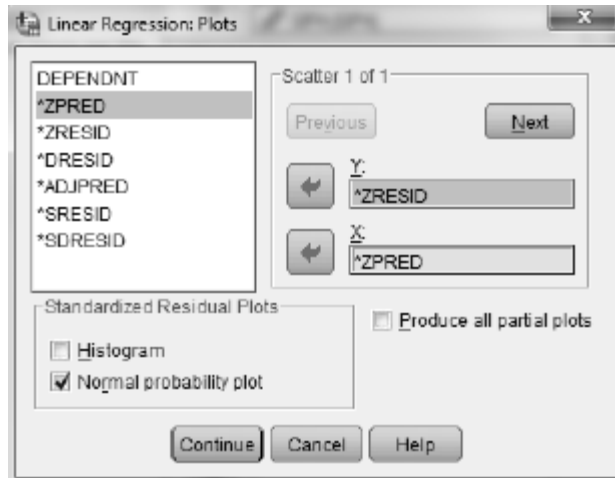 Linear Regression: Plots
DEPENDNT
*ZPRED
*ZRESID
*DRESID
*ADJPRED
*SRESID
*SDRESID
Scatter 1 of 1
Previous
Next
Y:
*ZRESID
X:
*ZPRED
Standardized Residual Plots
Histogram
Normal probability plot
Produce all partial plots
Continue
Cancel
Help